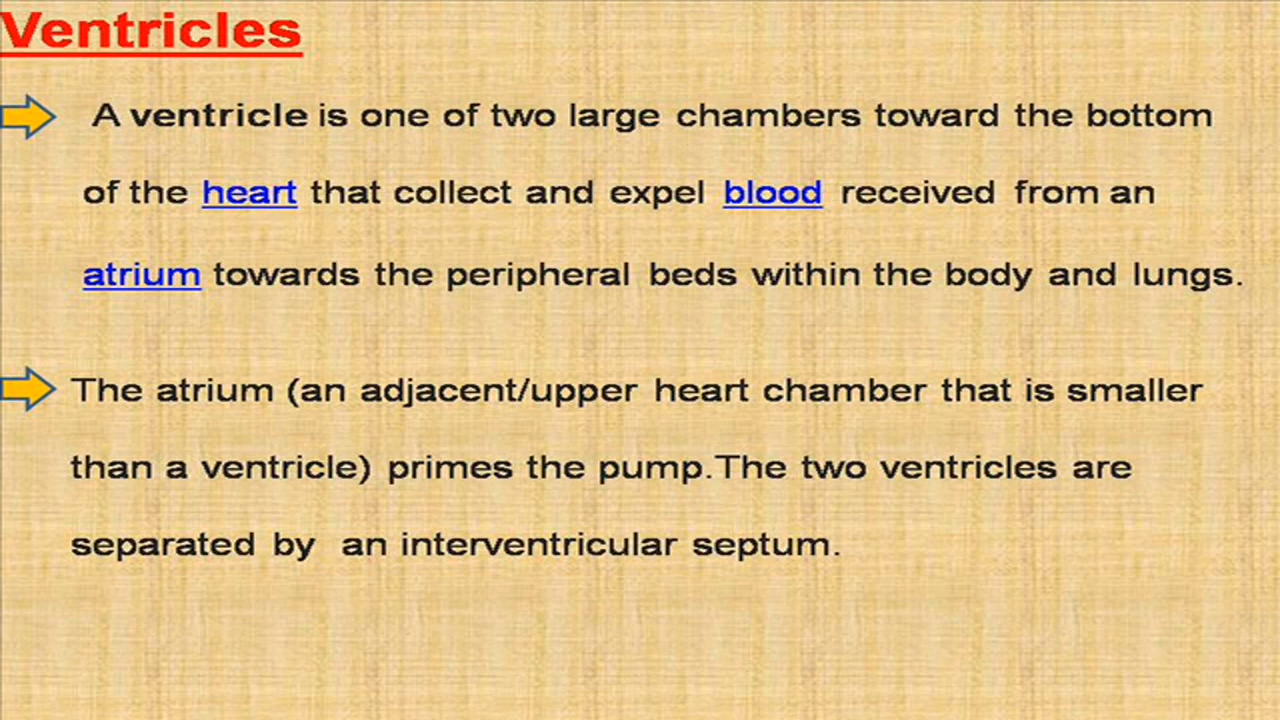 Ventricles
A ventricle is one of two large chambers toward the bottom
of the heart that collect and expel blood received from an
atrium towards the peripheral beds within the body and lungs.
The atrium (an adjacent/upper heart chamber that is smaller
than a ventricle) primes the pump.The two ventricles are
separated by an interventricular septum.